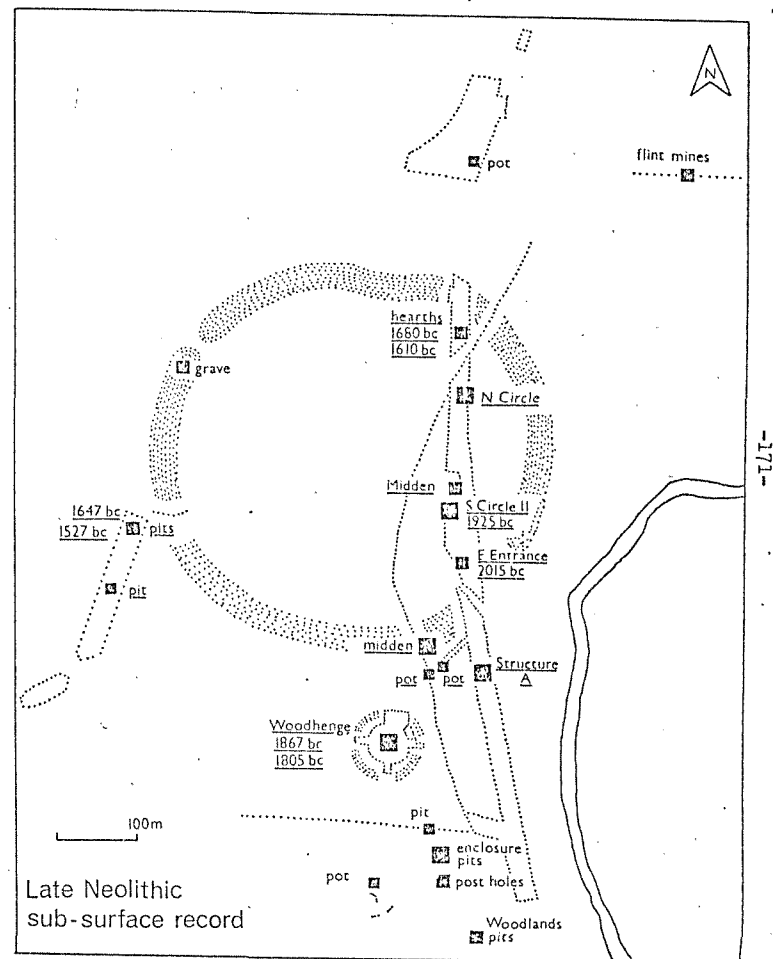 N
pot
flint mines
hearths
1680 bc
1610 bc
grave
N Circle
-171-
Midden
S Circle II
1925 bc
1647 bc
1527 bc
pits
E Entrance
2015 bc
pit
midden
pot
pot
Structure
A
Woodhenge
1867 bc
1805 bc
pit
100m
enclosure
pits
pot
post holes
Late Neolithic
sub-surface record
Woodlands
pits